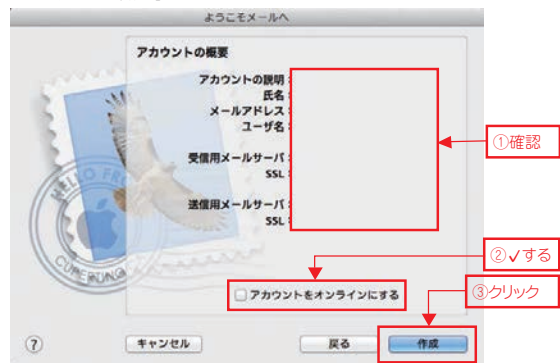 ようこそメールへ
アカウントの概要
アカウントの説明：
氏名：
メールアドレス：
ユーザ名：
①確認
受信用メールサーバ：
SSL：
送信用メールサーバ：
SSL：
HELLO FRO
CUPERTINO
②✓する
アカウントをオンラインにする
③クリック
? キャンセル 戻る 作成